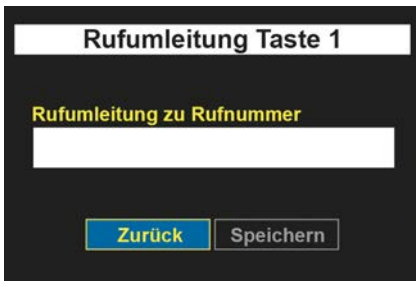 Rufumleitung Taste 1
Rufumleitung zu Rufnummer
Zurück Speichern